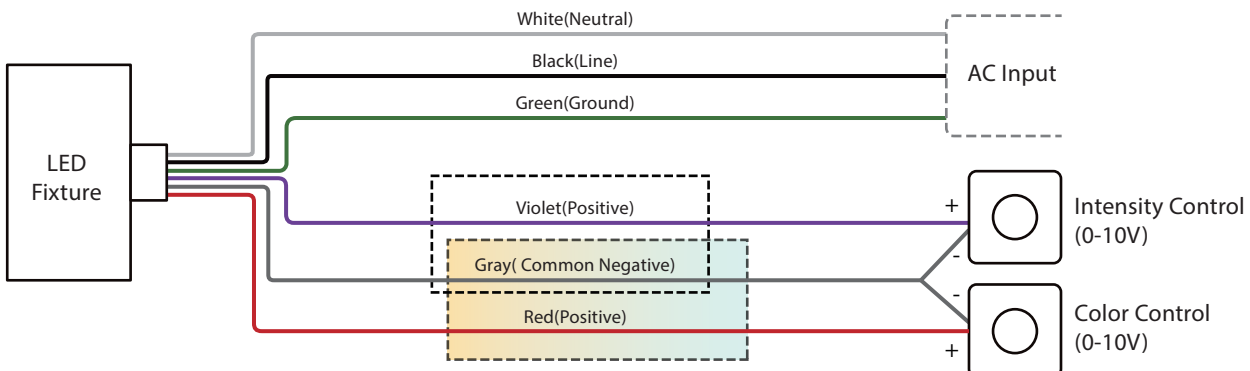 White(Neutral)
Black(Line)
Green(Ground)
AC Input
LED
Fixture
Violet(Positive)
Gray( Common Negative)
Red(Positive)
+
-
Intensity Control
(0-10V)
-
+
Color Control
(0-10V)